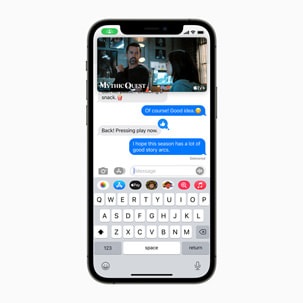 MYTHIC QUEST
tv+
snack.🍿
Of course! Good idea.😄
Back! Pressing play now.
I hope this season has a lot of
good story arcs.
Delivered
iMessage
Pay
Q W E R T Y U I O P
A S D F G H J K L
Z X C V B N M
123 space return